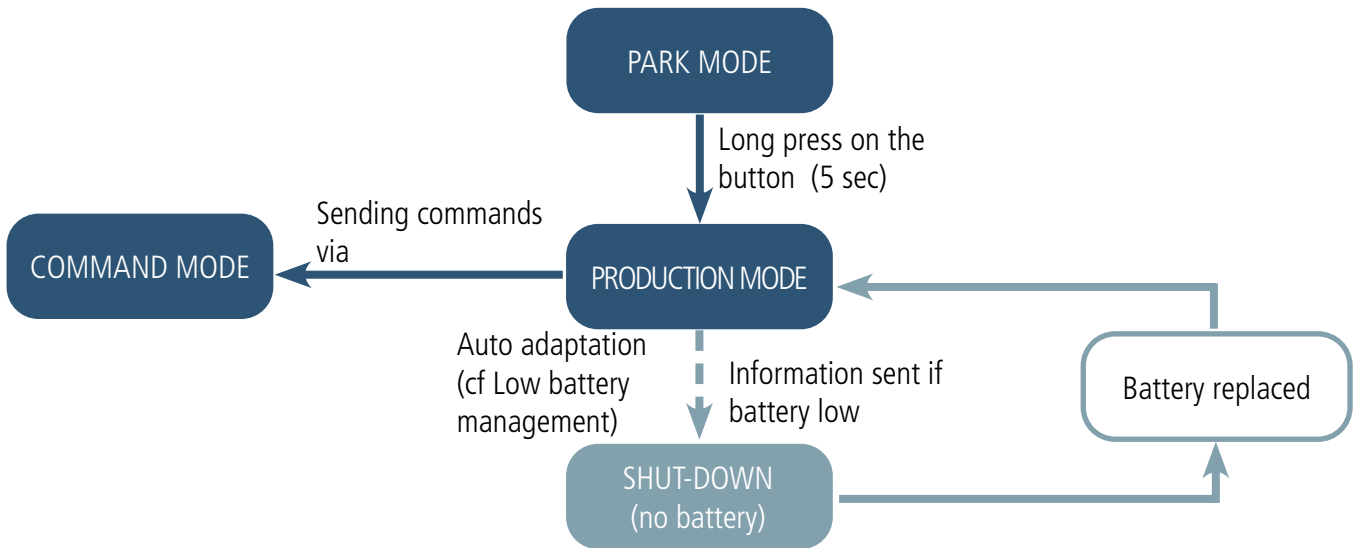 PARK MODE
Long press on the
button (5 sec)
Sending commands
via
COMMAND MODE
PRODUCTION MODE
Auto adaptation
(cf Low battery
management)
Information sent if
battery low
Battery replaced
SHUT-DOWN
(no battery)